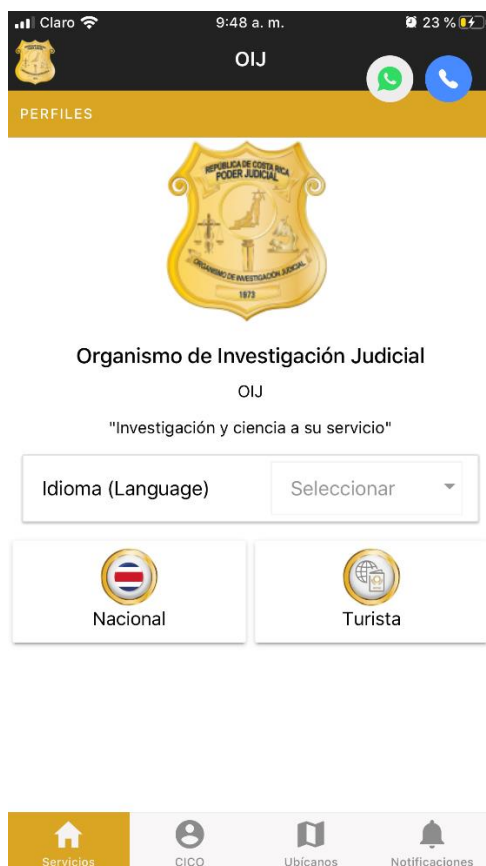 Claro
9:48 a. m.
23 %
OIJ
PERFILES
REPÚBLICA DE COSTA RICA
PODER JUDICIAL
ORGANISMO DE INVESTIGACIÓN JUDICIAL
1973
Organismo de Investigación Judicial
OIJ
"Investigación y ciencia a su servicio"
Idioma (Language)
Seleccionar
Nacional
Turista
Servicios
CICO
Ubícanos
Notificaciones